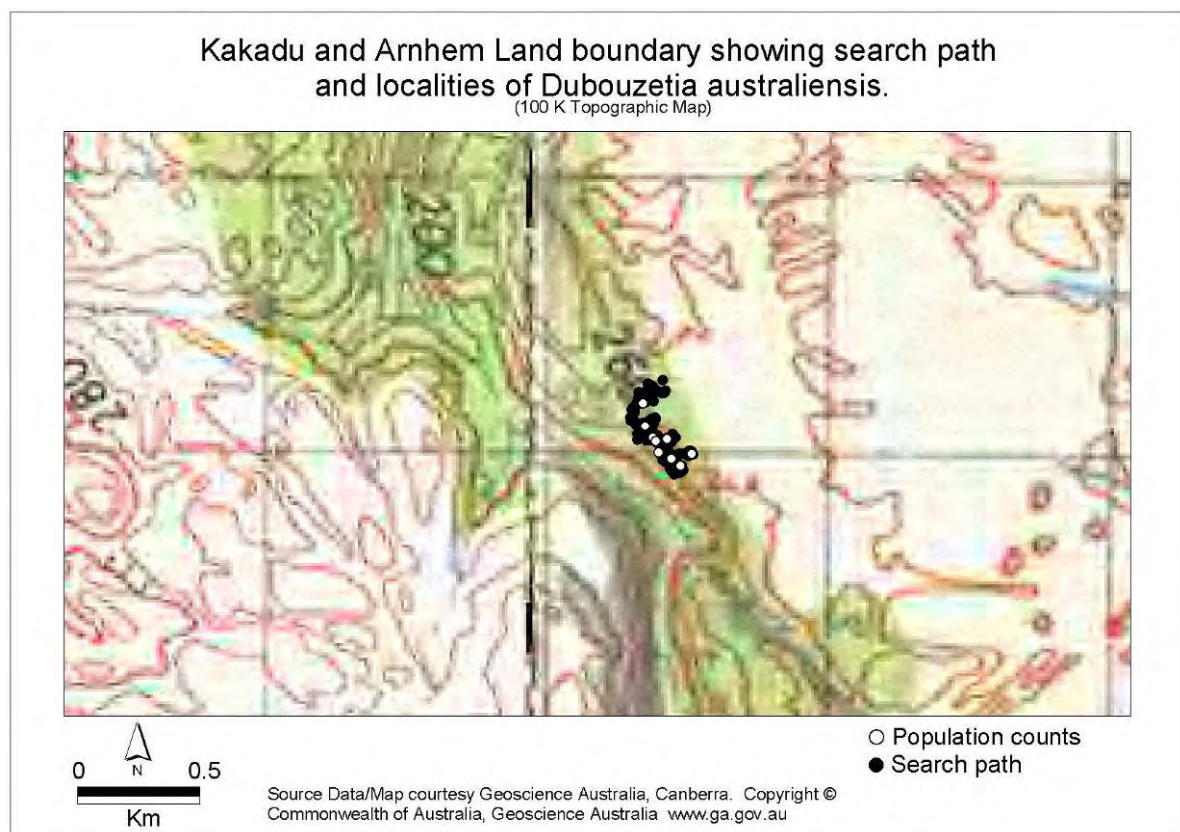 Kakadu and Arnhem Land boundary showing search path
and localities of Dubouzetia australiensis.
(100 K Topographic Map)
200
180
Population counts
Search path
N
0 0.5
Km
Source Data/Map courtesy Geoscience Australia, Canberra. Copyright ©
Commonwealth of Australia, Geoscience Australia www.ga.gov.au